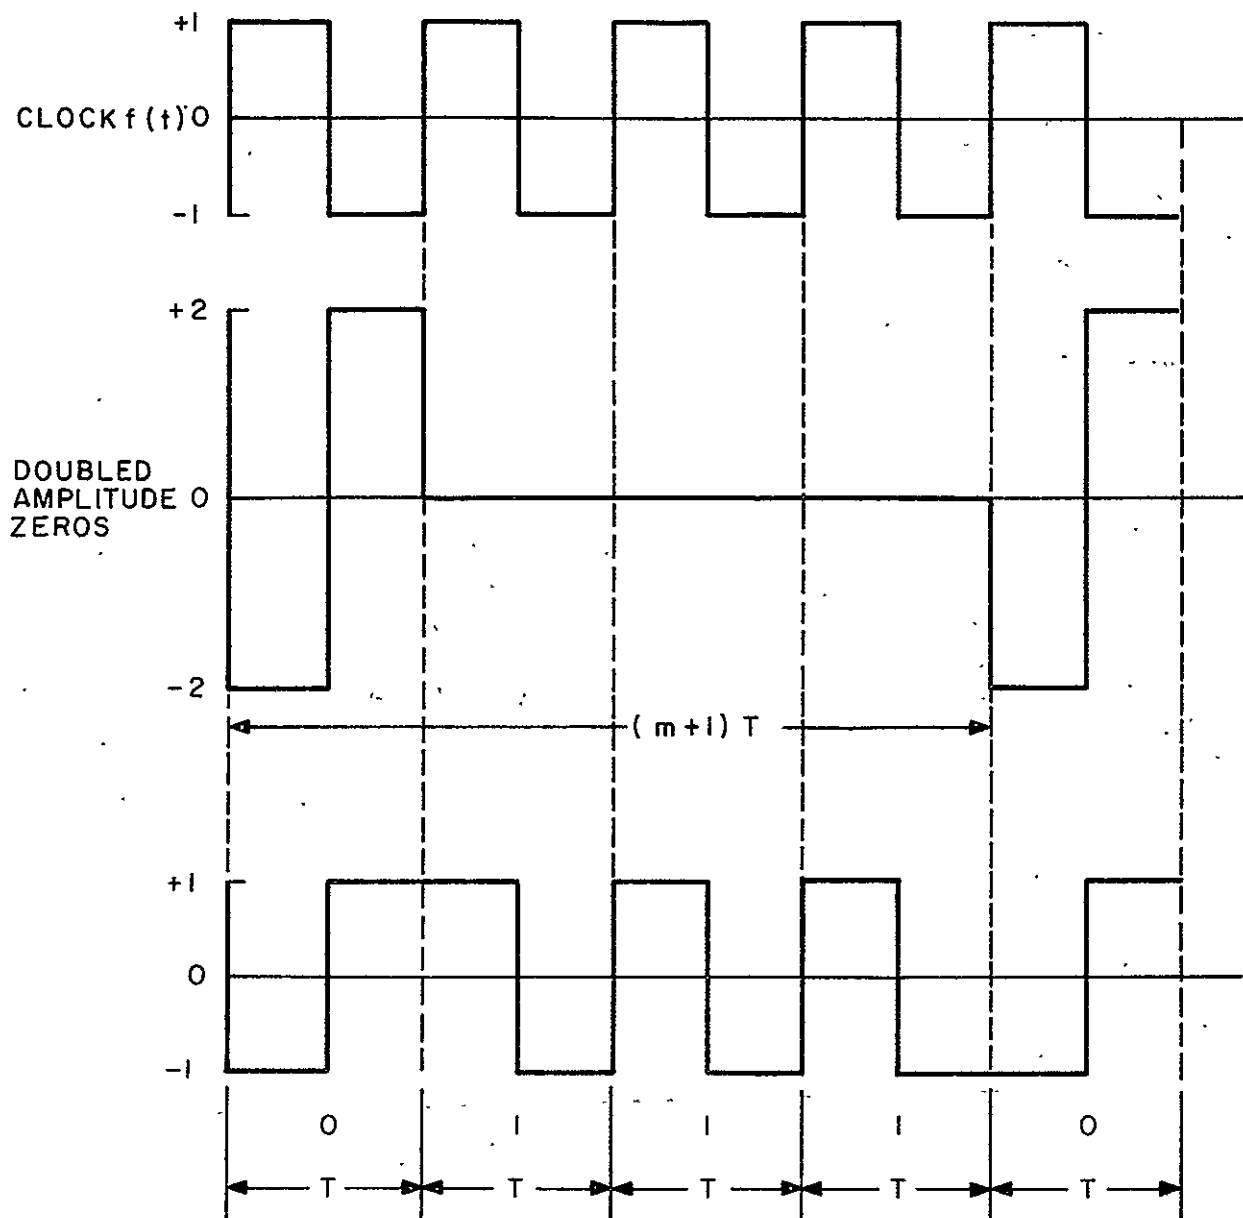 +1
CLOCK f(t) 0
-1
+2
DOUBLED
AMPLITUDE 0
ZEROS
-2
(m+1) T
+1
0
-1
0 1 1 1 0
T T T T T